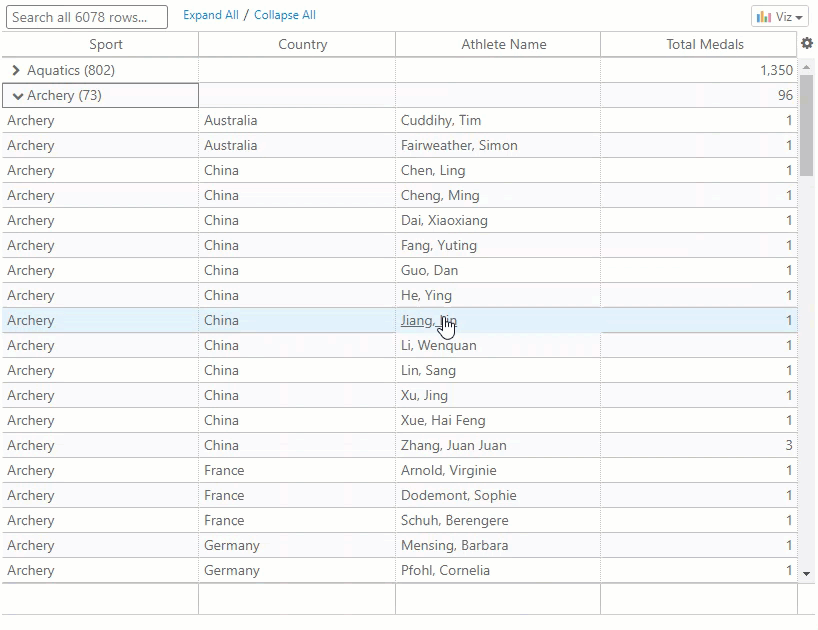 Search all 6078 rows... Expand All / Collapse All Viz
Sport Country Athlete Name Total Medals
Aquatics (802) 1,350
Archery (73) 96
Archery Australia Cuddihy, Tim 1
Archery Australia Fairweather, Simon 1
Archery China Chen, Ling 1
Archery China Cheng, Ming 1
Archery China Dai, Xiaoxiang 1
Archery China Fang, Yuting 1
Archery China Guo, Dan 1
Archery China He, Ying 1
Archery China Jiang, 1
Archery China Li, Wenquan 1
Archery China Lin, Sang 1
Archery China Xu, Jing 1
Archery China Xue, Hai Feng 1
Archery China Zhang, Juan Juan 3
Archery France Arnold, Virginie 1
Archery France Dodemont, Sophie 1
Archery France Schuh, Berengere 1
Archery Germany Mensing, Barbara 1
Archery Germany Pfohl, Cornelia 1